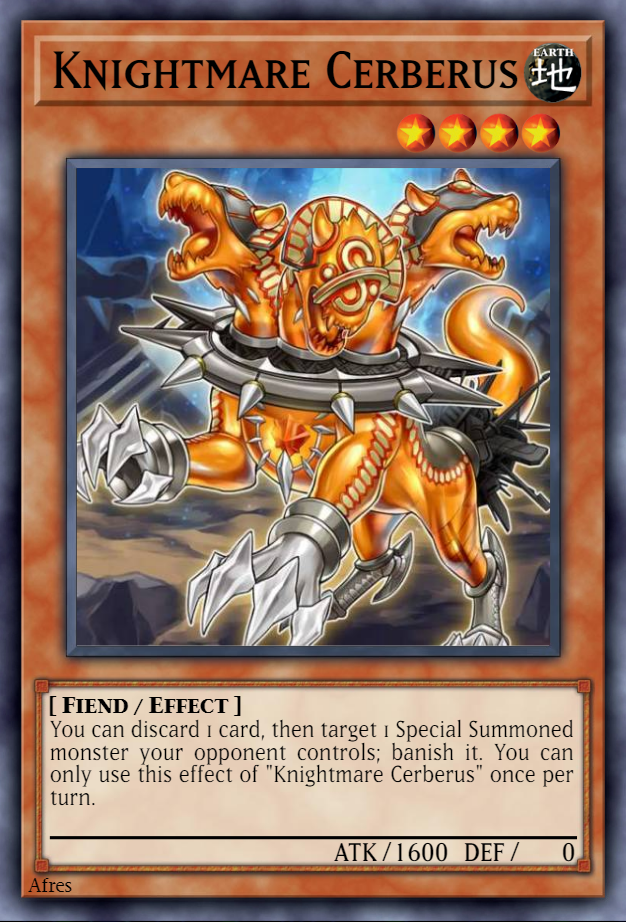 Knightmare Cerberus
EARTH
地
[ Fiend / Effect ]
You can discard 1 card, then target 1 Special Summoned
monster your opponent controls; banish it. You can
only use this effect of "Knightmare Cerberus" once per
turn.
ATK / 1600 DEF / 0
Afres